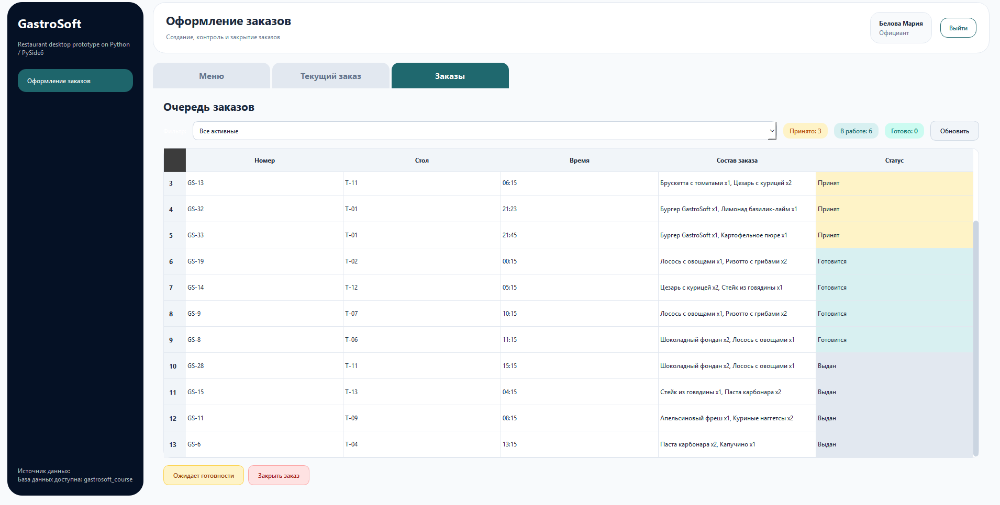 GastroSoft
Restaurant desktop prototype on Python
/ PySide6
Оформление заказов
Источник данных:
База данных доступна: gastrosoft_course
Оформление заказов
Создание, контроль и закрытие заказов
Белова Мария
Официант
Выйти
Меню
Текущий заказ
Заказы
Очередь заказов
Все активные
Принято: 3
В работе: 6
Готово: 0
Обновить
Номер Стол Время Состав заказа Статус
3 GS-13 T-11 06:15 Брускетта с томатами x1, Цезарь с курицей x2 Принят
4 GS-32 T-01 21:23 Бургер GastroSoft x1, Лимонад базилик-лайм x1 Принят
5 GS-33 T-01 21:45 Бургер GastroSoft x1, Картофельное пюре x1 Принят
6 GS-19 T-02 00:15 Лосось с овощами x1, Ризотто с грибами x2 Готовится
7 GS-14 T-12 05:15 Цезарь с курицей x2, Стейк из говядины x1 Готовится
8 GS-9 T-07 10:15 Лосось с овощами x1, Ризотто с грибами x2 Готовится
9 GS-8 T-06 11:15 Шоколадный фондан x2, Лосось с овощами x1 Готовится
10 GS-28 T-11 15:15 Шоколадный фондан x2, Лосось с овощами x1 Выдан
11 GS-15 T-13 04:15 Стейк из говядины x1, Паста карбонара x2 Выдан
12 GS-11 T-09 08:15 Апельсиновый фреш x1, Куриные наггетсы x2 Выдан
13 GS-6 T-04 13:15 Паста карбонара x2, Капучино x1 Выдан
Ожидает готовности
Закрыть заказ